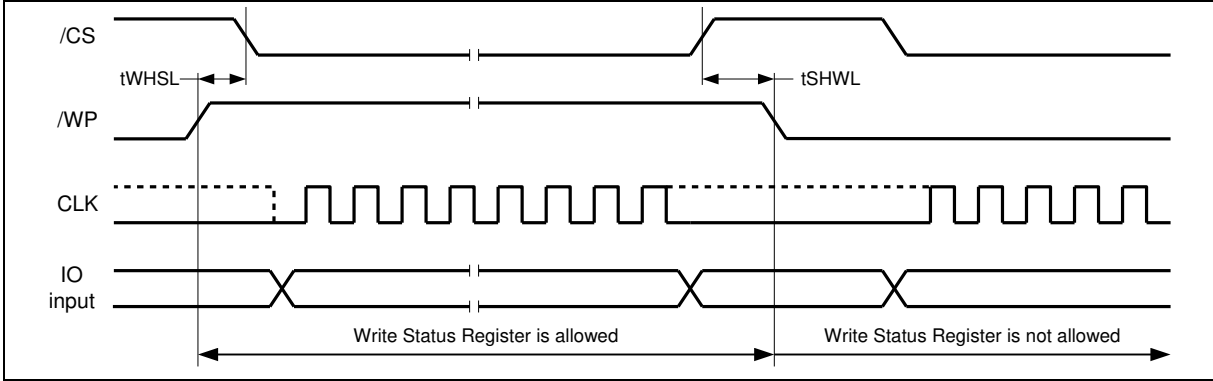 /CS
tWHSL
tSHWL
/WP
CLK
IO
input
Write Status Register is allowed
Write Status Register is not allowed